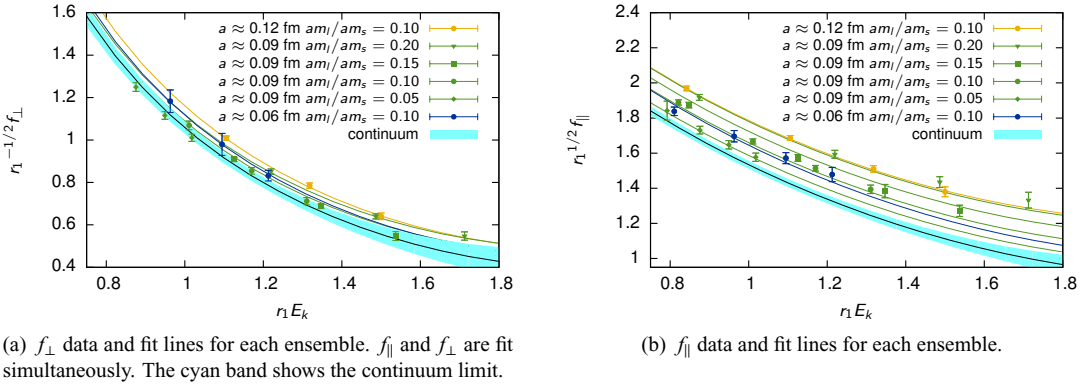 1.6
1.4
1.2
1.0
0.8
0.6
0.4
0.8 1 1.2 1.4 1.6 1.8
r₁⁻¹/² f⊥
r₁Eₖ
a ≈ 0.12 fm amₗ/amₛ = 0.10
a ≈ 0.09 fm amₗ/amₛ = 0.20
a ≈ 0.09 fm amₗ/amₛ = 0.15
a ≈ 0.09 fm amₗ/amₛ = 0.10
a ≈ 0.09 fm amₗ/amₛ = 0.05
a ≈ 0.06 fm amₗ/amₛ = 0.10
continuum
(a) f⊥ data and fit lines for each ensemble. f∥ and f⊥ are fit
simultaneously. The cyan band shows the continuum limit.
2.4
2.2
2.0
1.8
1.6
1.4
1.2
1.0
0.8 1 1.2 1.4 1.6 1.8
r₁¹/² f∥
r₁Eₖ
a ≈ 0.12 fm amₗ/amₛ = 0.10
a ≈ 0.09 fm amₗ/amₛ = 0.20
a ≈ 0.09 fm amₗ/amₛ = 0.15
a ≈ 0.09 fm amₗ/amₛ = 0.10
a ≈ 0.09 fm amₗ/amₛ = 0.05
a ≈ 0.06 fm amₗ/amₛ = 0.10
continuum
(b) f∥ data and fit lines for each ensemble.